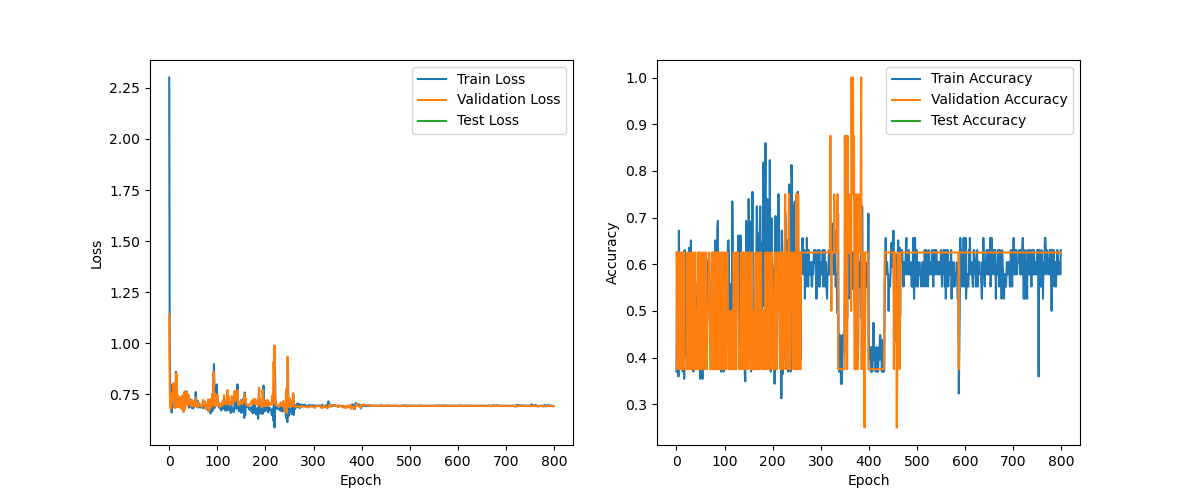 2.25
2.00
1.75
1.50
1.25
1.00
0.75
Loss
0 100 200 300 400 500 600 700 800
Epoch
Train Loss
Validation Loss
Test Loss
1.0
0.9
0.8
0.7
0.6
0.5
0.4
0.3
Accuracy
0 100 200 300 400 500 600 700 800
Epoch
Train Accuracy
Validation Accuracy
Test Accuracy